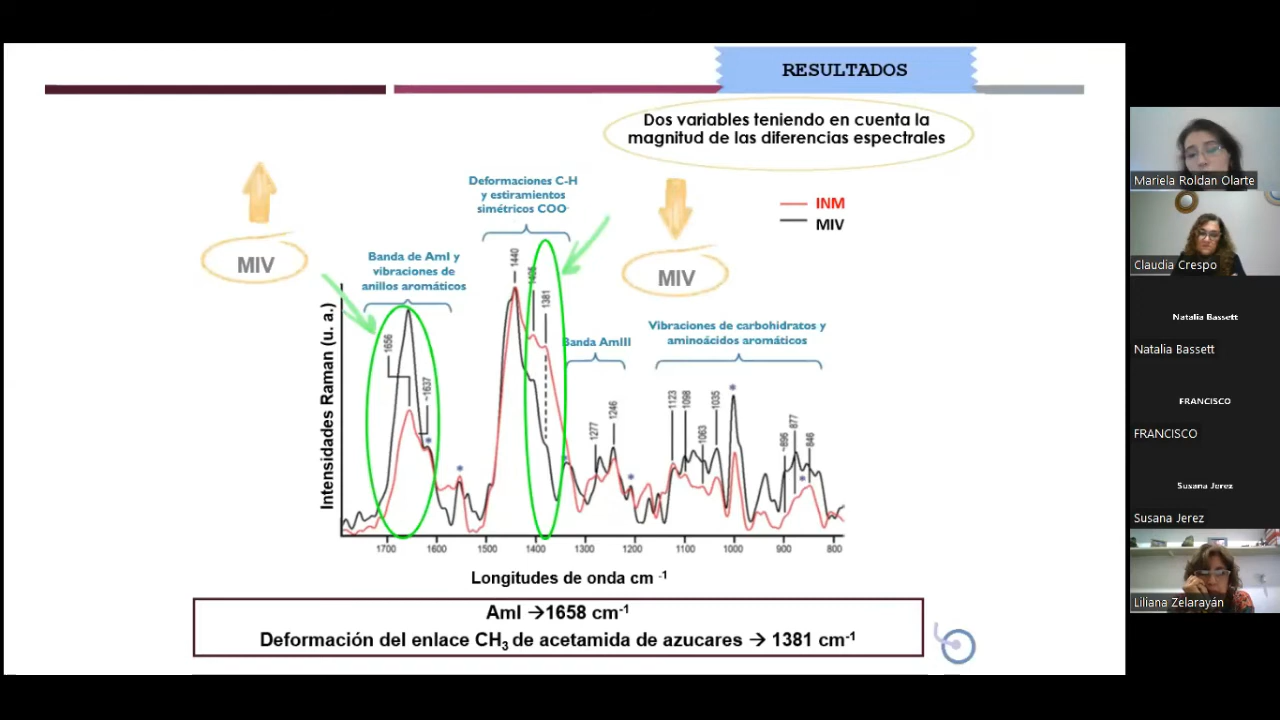 RESULTADOS
Dos variables teniendo en cuenta la
magnitud de las diferencias espectrales
Deformaciones C-H
y estiramientos
simétricos COO-
INM
MIV
MIV
Banda de AmI y
vibraciones de
anillos aromáticos
MIV
Banda AmIII
Vibraciones de carbohidratos y
aminoácidos aromáticos
Intensidades Raman (u. a.)
1656
~1637
1440
1405
1381
1277
1246
1123
1098
1063
1035
~896
877
846
1700 1600 1500 1400 1300 1200 1100 1000 900 800
Longitudes de onda cm -1
AmI →1658 cm-1
Deformación del enlace CH3 de acetamida de azucares → 1381 cm-1
Mariela Roldan Olarte
Claudia Crespo
Natalia Bassett
Natalia Bassett
FRANCISCO
FRANCISCO
Susana Jerez
Susana Jerez
Liliana Zelarayán